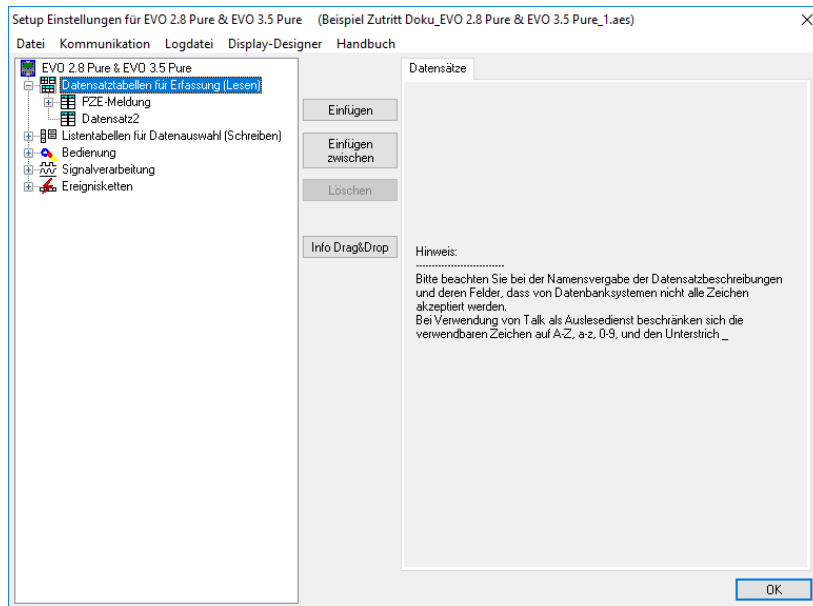 Setup Einstellungen für EVO 2.8 Pure & EVO 3.5 Pure (Beispiel Zutritt Doku_EVO 2.8 Pure & EVO 3.5 Pure_1.aes)
Datei Kommunikation Logdatei Display-Designer Handbuch
EVO 2.8 Pure & EVO 3.5 Pure
Datensatztabellen für Erfassung (Lesen)
PZE-Meldung
Datensatz2
Listentabellen für Datenauswahl (Schreiben)
Bedienung
Signalverarbeitung
Ereignisketten
Einfügen
Einfügen
zwischen
Löschen
Info Drag&Drop
Datensätze
Hinweis:
----------------------------
Bitte beachten Sie bei der Namensvergabe der Datensatzbeschreibungen
und deren Felder, dass von Datenbanksystemen nicht alle Zeichen
akzeptiert werden.
Bei Verwendung von Talk als Auslesedienst beschränken sich die
verwendbaren Zeichen auf A-Z, a-z, 0-9, und den Unterstrich _
OK